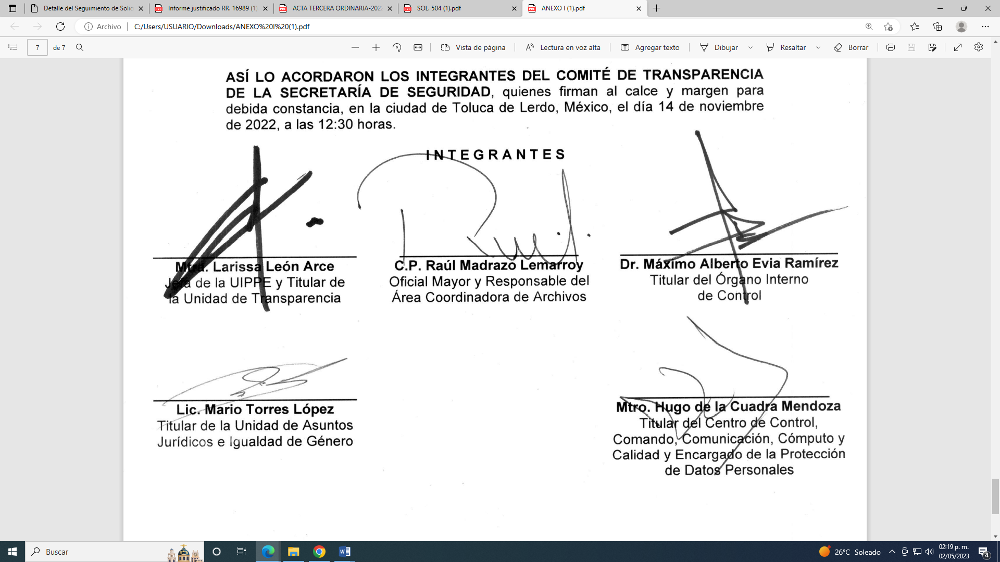 Detalle del Seguimiento de Solici
Informe justificado RR. 16989 (1)
ACTA TERCERA ORDINARIA-202
SOL. 504 (1).pdf
ANEXO I (1).pdf
Archivo
C:/Users/USUARIO/Downloads/ANEXO%20I%20(1).pdf
7 de 7
Vista de página
Lectura en voz alta
Agregar texto
Dibujar
Resaltar
Borrar
ASÍ LO ACORDARON LOS INTEGRANTES DEL COMITÉ DE TRANSPARENCIA
DE LA SECRETARÍA DE SEGURIDAD, quienes firman al calce y margen para
debida constancia, en la ciudad de Toluca de Lerdo, México, el día 14 de noviembre
de 2022, a las 12:30 horas.
INTEGRANTES
Mtra. Larissa León Arce
Jefa de la UIPPE y Titular de
la Unidad de Transparencia
C.P. Raúl Madrazo Lemarroy
Oficial Mayor y Responsable del
Área Coordinadora de Archivos
Dr. Máximo Alberto Evia Ramírez
Titular del Órgano Interno
de Control
Lic. Mario Torres López
Titular de la Unidad de Asuntos
Jurídicos e Igualdad de Género
Mtro. Hugo de la Cuadra Mendoza
Titular del Centro de Control,
Comando, Comunicación, Cómputo y
Calidad y Encargado de la Protección
de Datos Personales
Buscar
26°C Soleado
02:19 p. m.
02/05/2023
4